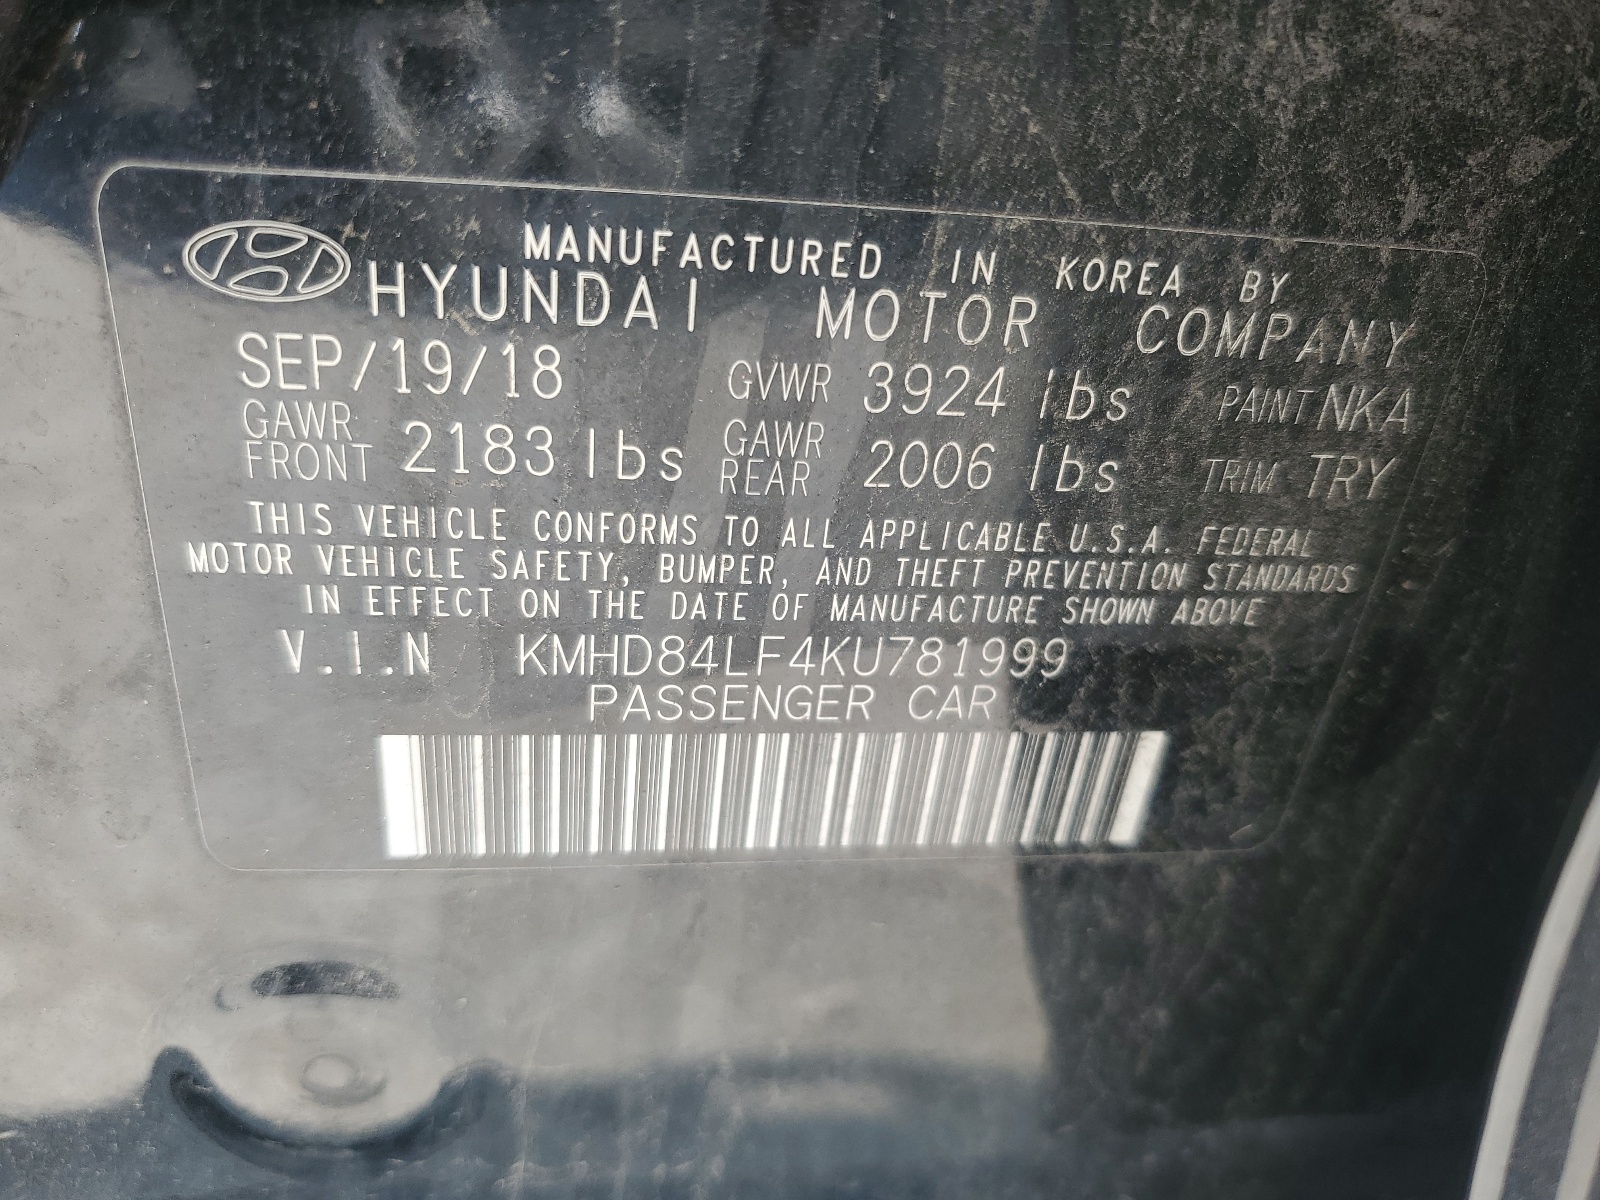 MANUFACTURED IN KOREA BY
HYUNDAI MOTOR COMPANY
SEP/19/18 GVWR 3924 lbs PAINT NKA
GAWR FRONT 2183 lbs GAWR REAR 2006 lbs TRIM TRY
THIS VEHICLE CONFORMS TO ALL APPLICABLE U.S.A. FEDERAL
MOTOR VEHICLE SAFETY, BUMPER, AND THEFT PREVENTION STANDARDS
IN EFFECT ON THE DATE OF MANUFACTURE SHOWN ABOVE
V.I.N KMHD84LF4KU781999
PASSENGER CAR